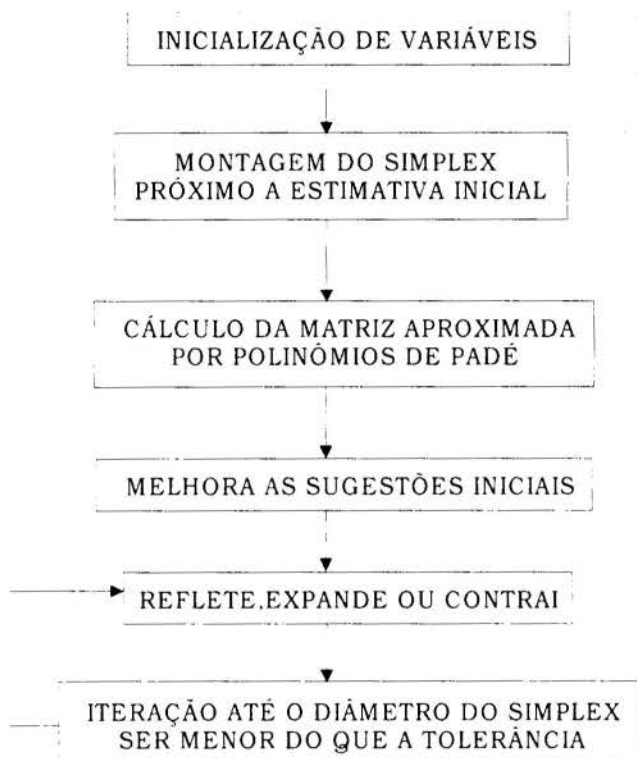 INICIALIZAÇÃO DE VARIÁVEIS
MONTAGEM DO SIMPLEX
PRÓXIMO A ESTIMATIVA INICIAL
CÁLCULO DA MATRIZ APROXIMADA
POR POLINÔMIOS DE PADÉ
MELHORA AS SUGESTÕES INICIAIS
REFLETE,EXPANDE OU CONTRAI
ITERAÇÃO ATÉ O DIÂMETRO DO SIMPLEX
SER MENOR DO QUE A TOLERÂNCIA